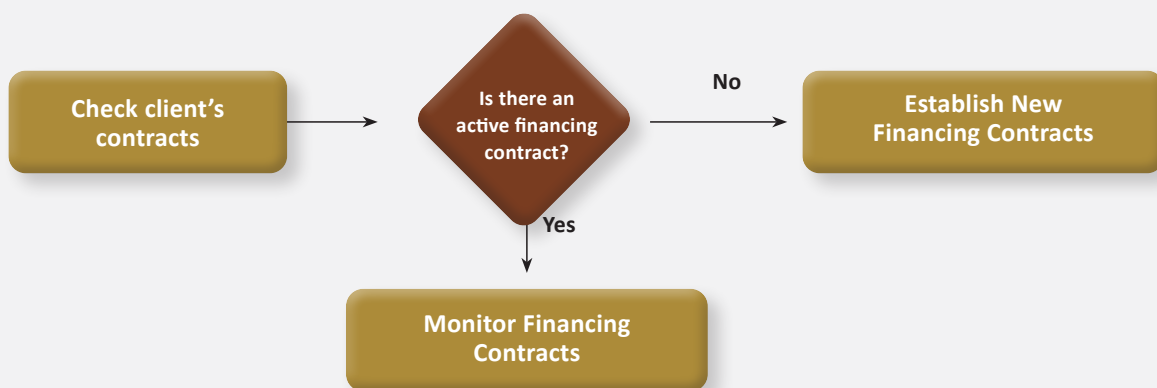 Check client's
contracts
Is there an
active financing
contract?
No
Establish New
Financing Contracts
Yes
Monitor Financing
Contracts